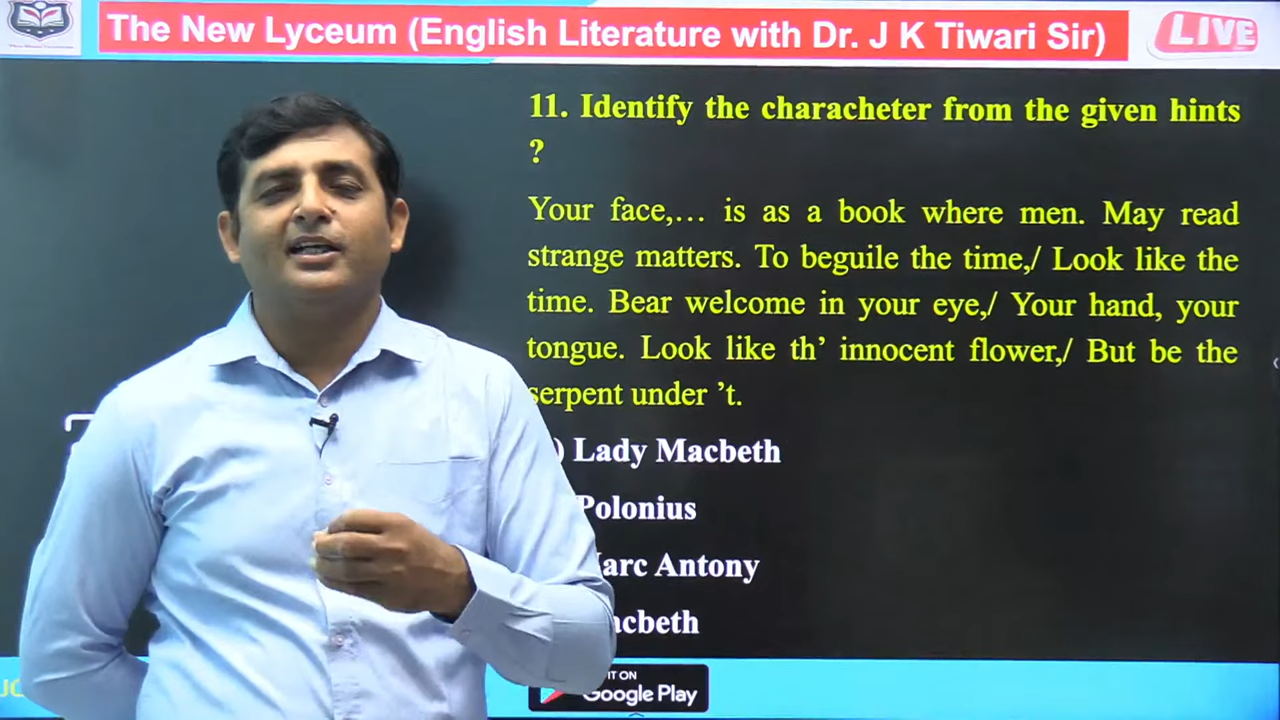 The New Lyceum (English Literature with Dr. J K Tiwari Sir)
LIVE
11. Identify the characheter from the given hints
?
Your face,… is as a book where men. May read
strange matters. To beguile the time,/ Look like the
time. Bear welcome in your eye,/ Your hand, your
tongue. Look like th’ innocent flower,/ But be the
serpent under ’t.
) Lady Macbeth
Polonius
Marc Antony
acbeth
IT ON
Google Play